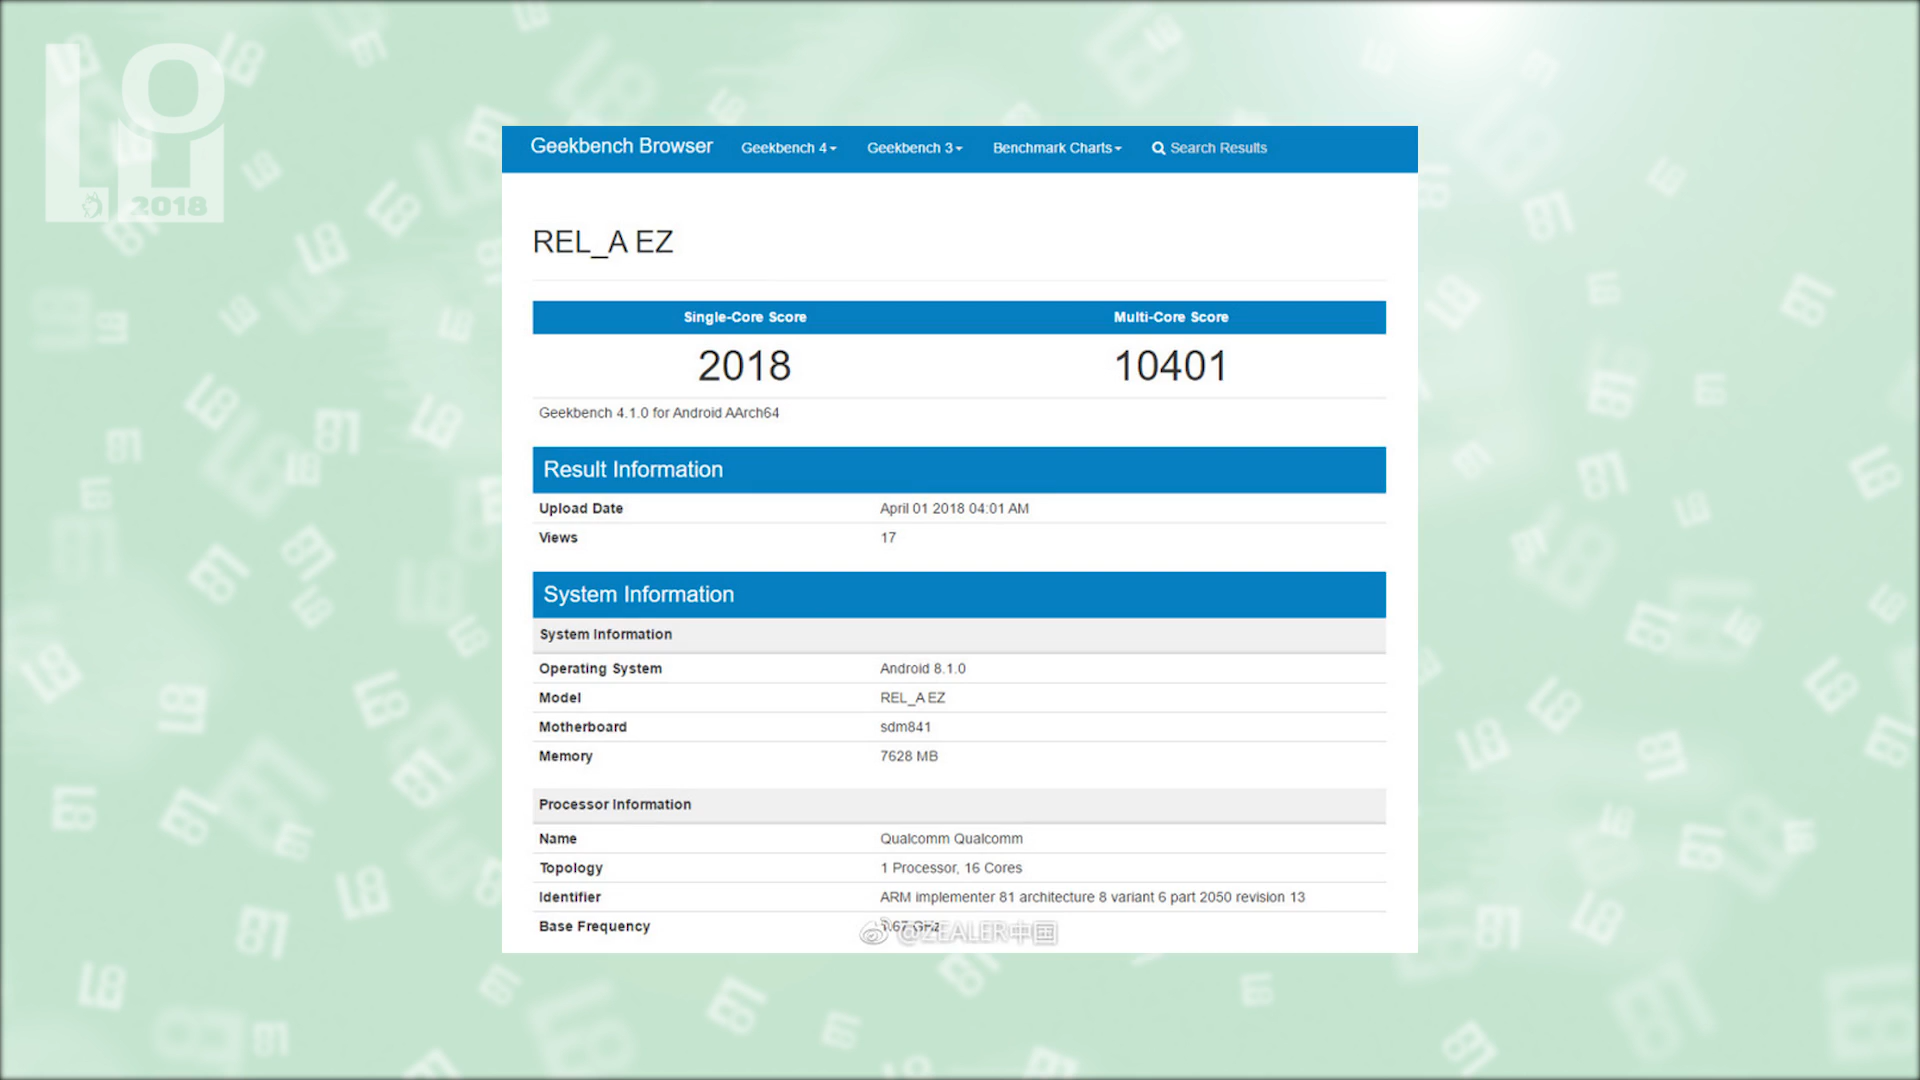 2018
Geekbench Browser Geekbench 4 Geekbench 3 Benchmark Charts Search Results
REL_A EZ
Single-Core Score Multi-Core Score
2018 10401
Geekbench 4.1.0 for Android AArch64
Result Information
Upload Date April 01 2018 04:01 AM
Views 17
System Information
System Information
Operating System Android 8.1.0
Model REL_A EZ
Motherboard sdm841
Memory 7628 MB
Processor Information
Name Qualcomm Qualcomm
Topology 1 Processor, 16 Cores
Identifier ARM implementer 81 architecture 8 variant 6 part 2050 revision 13
Base Frequency GHz
@ZEALER中国